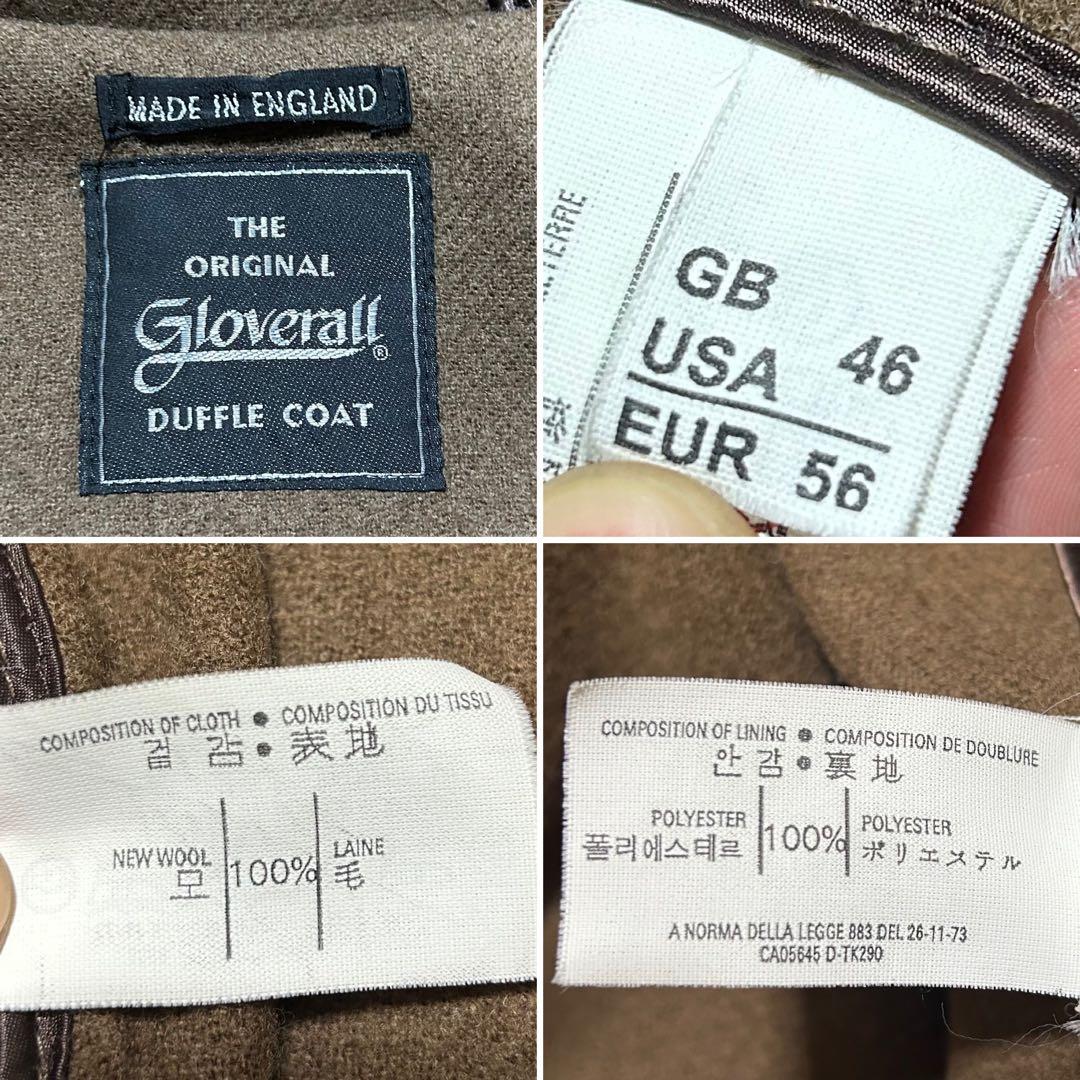 MADE IN ENGLAND
THE
ORIGINAL
Gloverall®
DUFFLE COAT
GB
USA 46
EUR 56
COMPOSITION OF CLOTH • COMPOSITION DU TISSU
겉 감 • 表 地
NEW WOOL 100% LAINE
모 毛
COMPOSITION OF LINING • COMPOSITION DE DOUBLURE
안 감 • 裏 地
POLYESTER 100% POLYESTER
폴리에스테르 ポリエステル
A NORMA DELLA LEGGE 883 DEL 26-11-73
CA05645 D-TK290